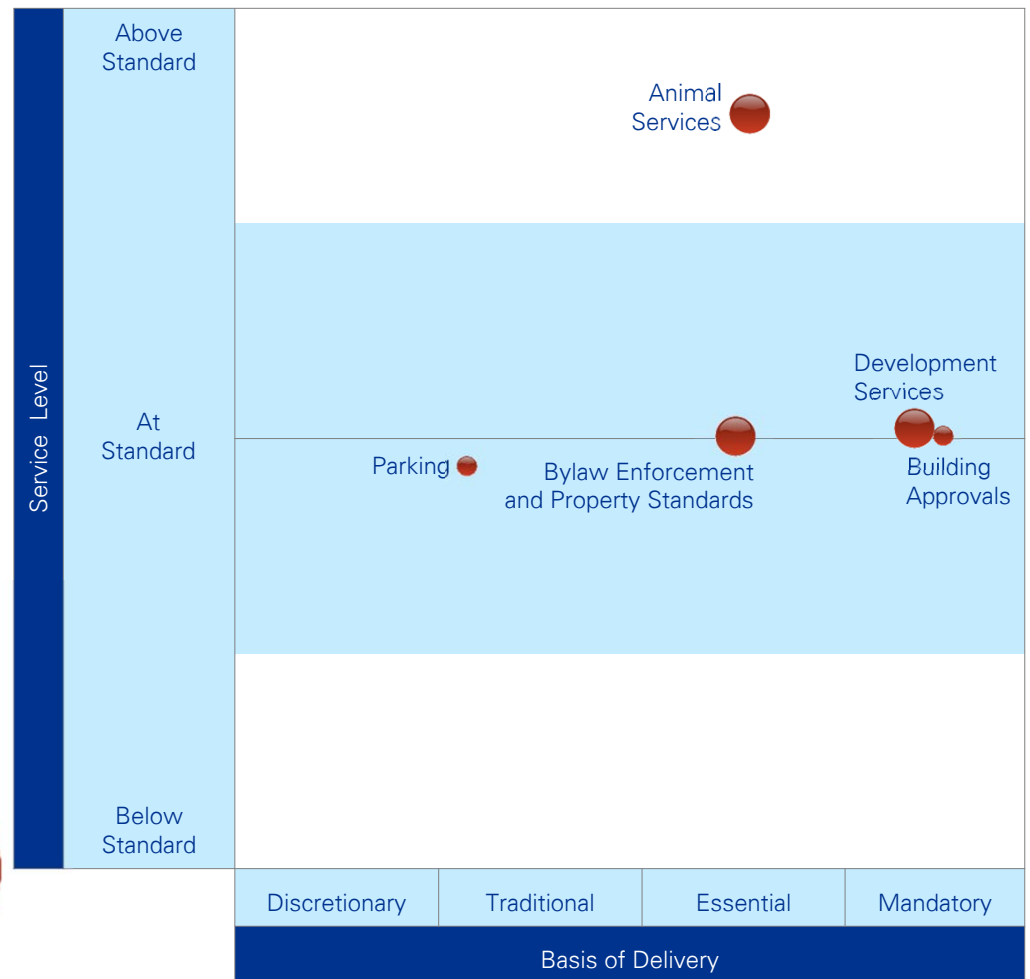 Above
Standard
Animal
Services
Service Level
At
Standard
Development
Services
Parking
Bylaw Enforcement
and Property Standards
Building
Approvals
Below
Standard
Discretionary
Traditional
Essential
Mandatory
Basis of Delivery